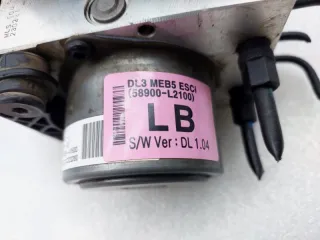 DL3 MEB5 ESCi
(58900-L2100)
LB
S/W Ver : DL 1.04